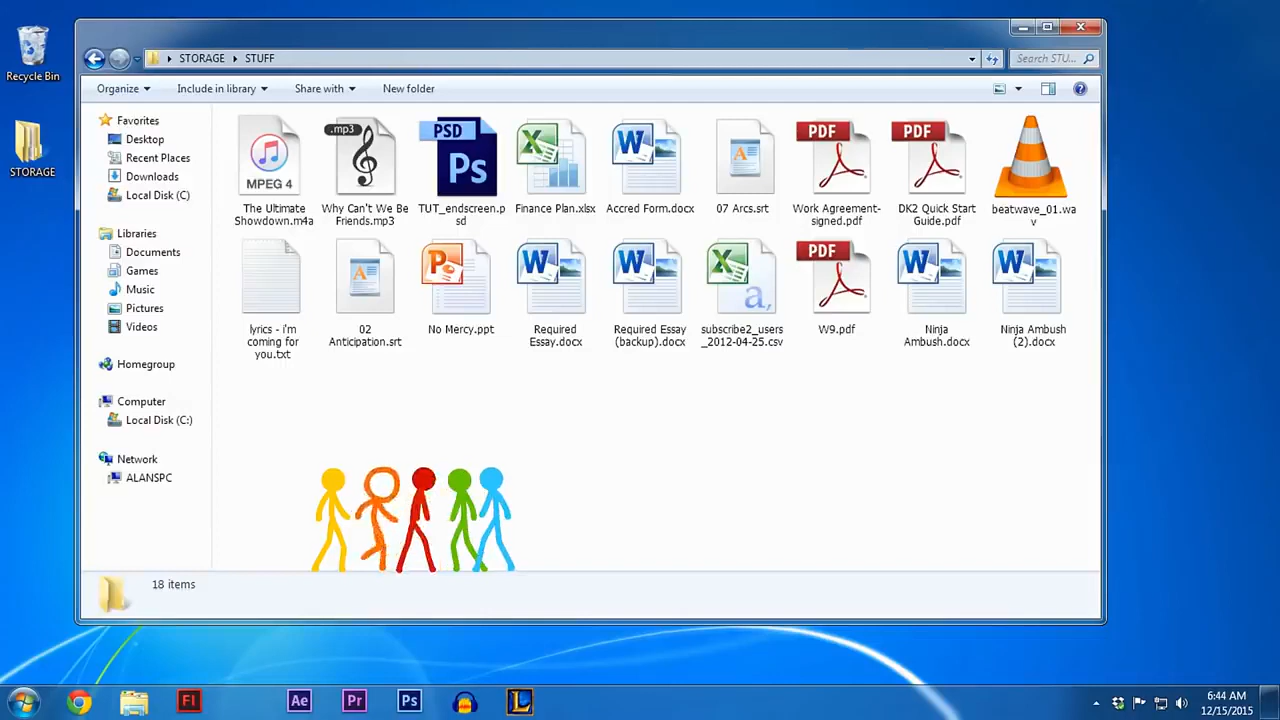 Recycle Bin
STORAGE
STORAGE STUFF
Search STU...
Organize Include in library Share with New folder
Favorites
Desktop
Recent Places
Downloads
Local Disk (C)
Libraries
Documents
Games
Music
Pictures
Videos
Homegroup
Computer
Local Disk (C:)
Network
ALANSPC
MPEG 4
The Ultimate
Showdown.m4a
.mp3
Why Can't We Be
Friends.mp3
PSD
Ps
TUT_endscreen.p
sd
X
Finance Plan.xlsx
W
Accred Form.docx
A
07 Arcs.srt
PDF
Work Agreement-
signed.pdf
PDF
DK2 Quick Start
Guide.pdf
beatwave_01.wa
v
lyrics - i'm
coming for
you.txt
A
02
Anticipation.srt
P
No Mercy.ppt
W
Required
Essay.docx
W
Required Essay
(backup).docx
X
a,
subscribe2_users
_2012-04-25.csv
PDF
W9.pdf
W
Ninja
Ambush.docx
W
Ninja Ambush
(2).docx
18 items
Fl Ae Pr Ps L
6:44 AM
12/15/2015